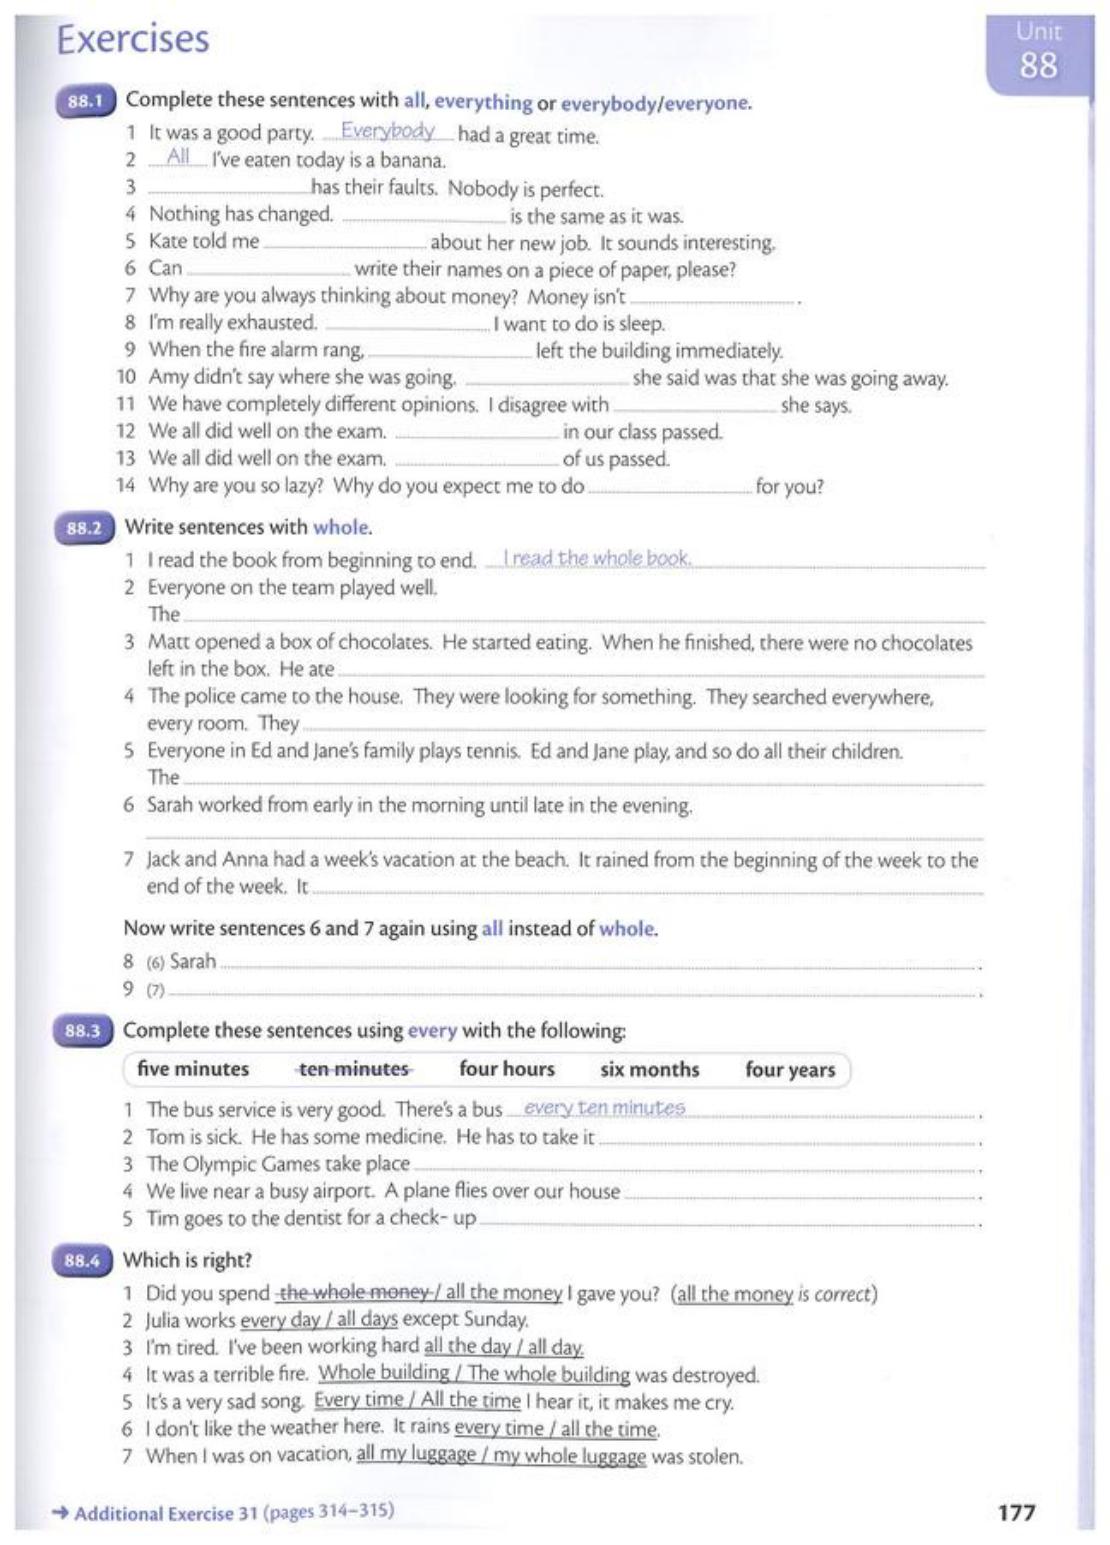 Exercises
Unit
88
88.1 Complete these sentences with all, everything or everybody/everyone.
1 It was a good party. Everybody had a great time.
2 All I've eaten today is a banana.
3 has their faults. Nobody is perfect.
4 Nothing has changed. is the same as it was.
5 Kate told me about her new job. It sounds interesting.
6 Can write their names on a piece of paper, please?
7 Why are you always thinking about money? Money isn't .
8 I'm really exhausted. I want to do is sleep.
9 When the fire alarm rang, left the building immediately.
10 Amy didn't say where she was going. she said was that she was going away.
11 We have completely different opinions. I disagree with she says.
12 We all did well on the exam. in our class passed.
13 We all did well on the exam. of us passed.
14 Why are you so lazy? Why do you expect me to do for you?
88.2 Write sentences with whole.
1 I read the book from beginning to end. I read the whole book.
2 Everyone on the team played well.
The
3 Matt opened a box of chocolates. He started eating. When he finished, there were no chocolates
left in the box. He ate
4 The police came to the house. They were looking for something. They searched everywhere,
every room. They
5 Everyone in Ed and Jane's family plays tennis. Ed and Jane play, and so do all their children.
The
6 Sarah worked from early in the morning until late in the evening.
7 Jack and Anna had a week's vacation at the beach. It rained from the beginning of the week to the
end of the week. It
Now write sentences 6 and 7 again using all instead of whole.
8 (6) Sarah .
9 (7) .
88.3 Complete these sentences using every with the following:
five minutes ten minutes four hours six months four years
1 The bus service is very good. There's a bus every ten minutes .
2 Tom is sick. He has some medicine. He has to take it .
3 The Olympic Games take place .
4 We live near a busy airport. A plane flies over our house .
5 Tim goes to the dentist for a check- up .
88.4 Which is right?
1 Did you spend the whole money / all the money I gave you? (all the money is correct)
2 Julia works every day / all days except Sunday.
3 I'm tired. I've been working hard all the day / all day.
4 It was a terrible fire. Whole building / The whole building was destroyed.
5 It's a very sad song. Every time / All the time I hear it, it makes me cry.
6 I don't like the weather here. It rains every time / all the time.
7 When I was on vacation, all my luggage / my whole luggage was stolen.
→ Additional Exercise 31 (pages 314–315)
177